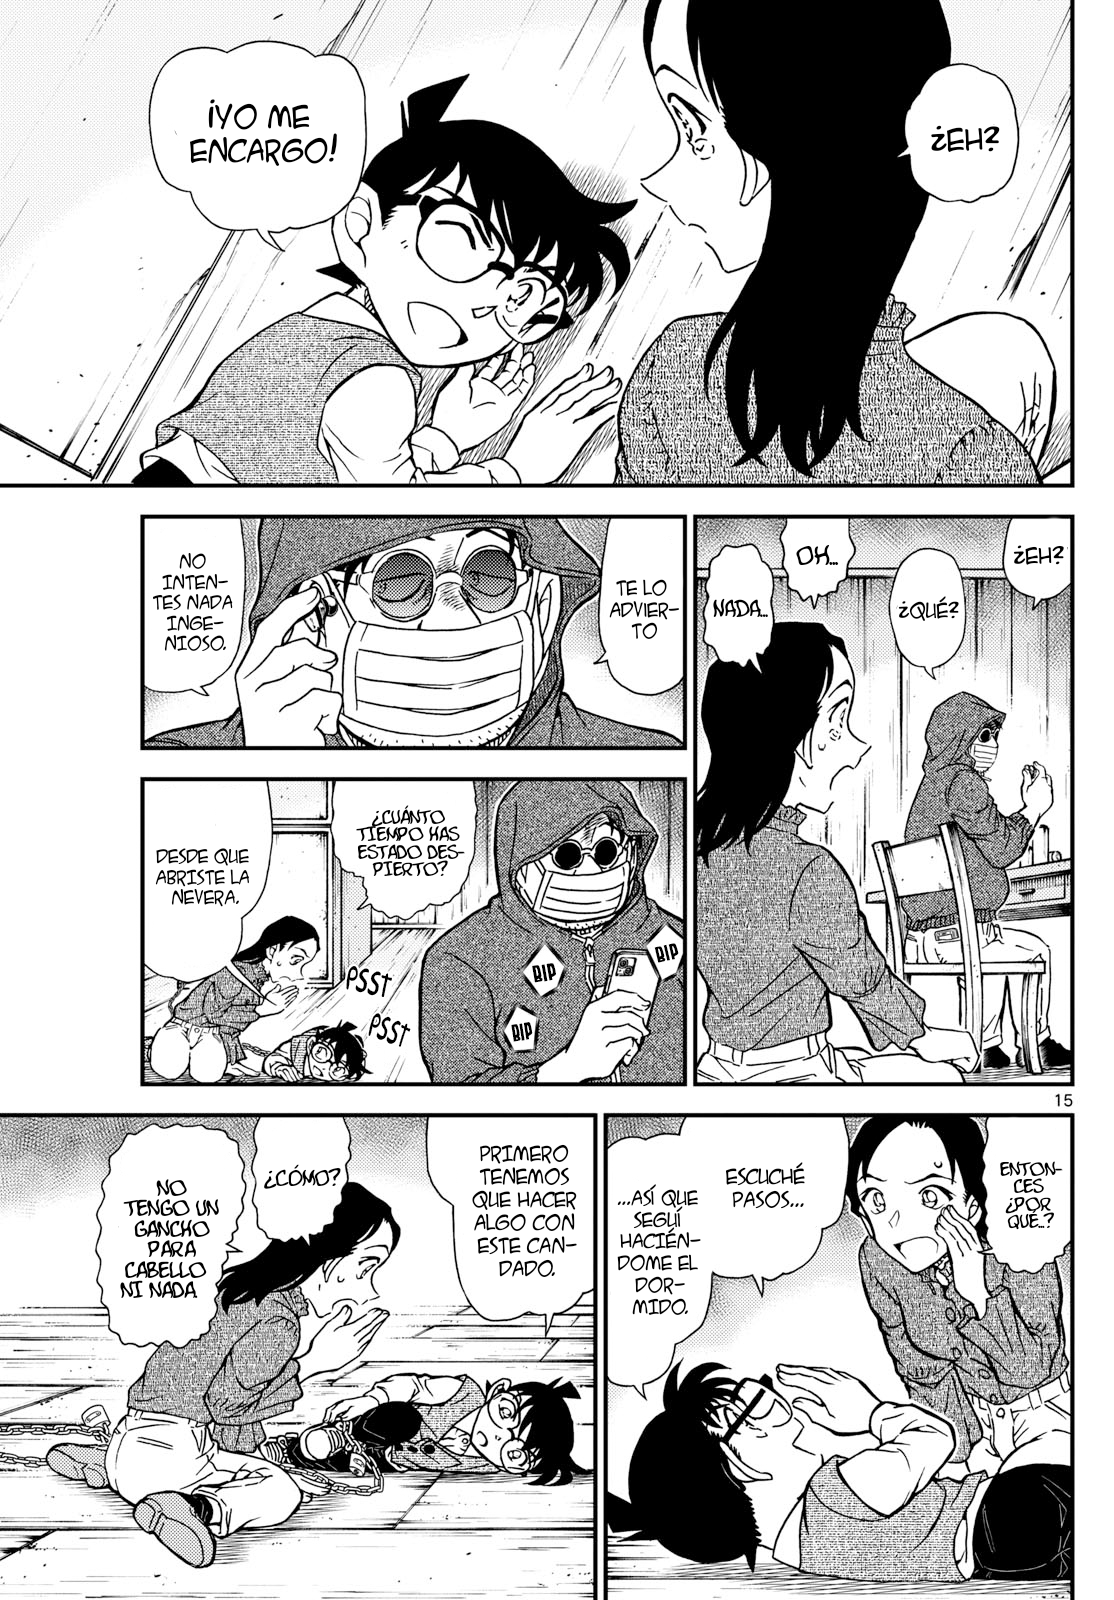 ¿EH?
¡YO ME
ENCARGO!
¿EH?
¿QUÉ?
OH...
NADA...
TE LO
ADVIER-
TO
NO
INTEN-
TES NADA
INGE-
NIOSO.
¿CUÁNTO
TIEMPO HAS
ESTADO DES-
PIERTO?
DESDE QUE
ABRISTE LA
NEVERA.
PSST
PSST
BIP
BIP
BIP
15
ENTON-
CES
¿POR
QUÉ...?
ESCUCHÉ
PASOS...
...ASÍ QUE
SEGUÍ
HACIÉN-
DOME EL
DOR-
MIDO.
PRIMERO
TENEMOS
QUE HACER
ALGO CON
ESTE CAN-
DADO.
¿CÓMO?
NO
TENGO UN
GANCHO
PARA
CABELLO
NI NADA